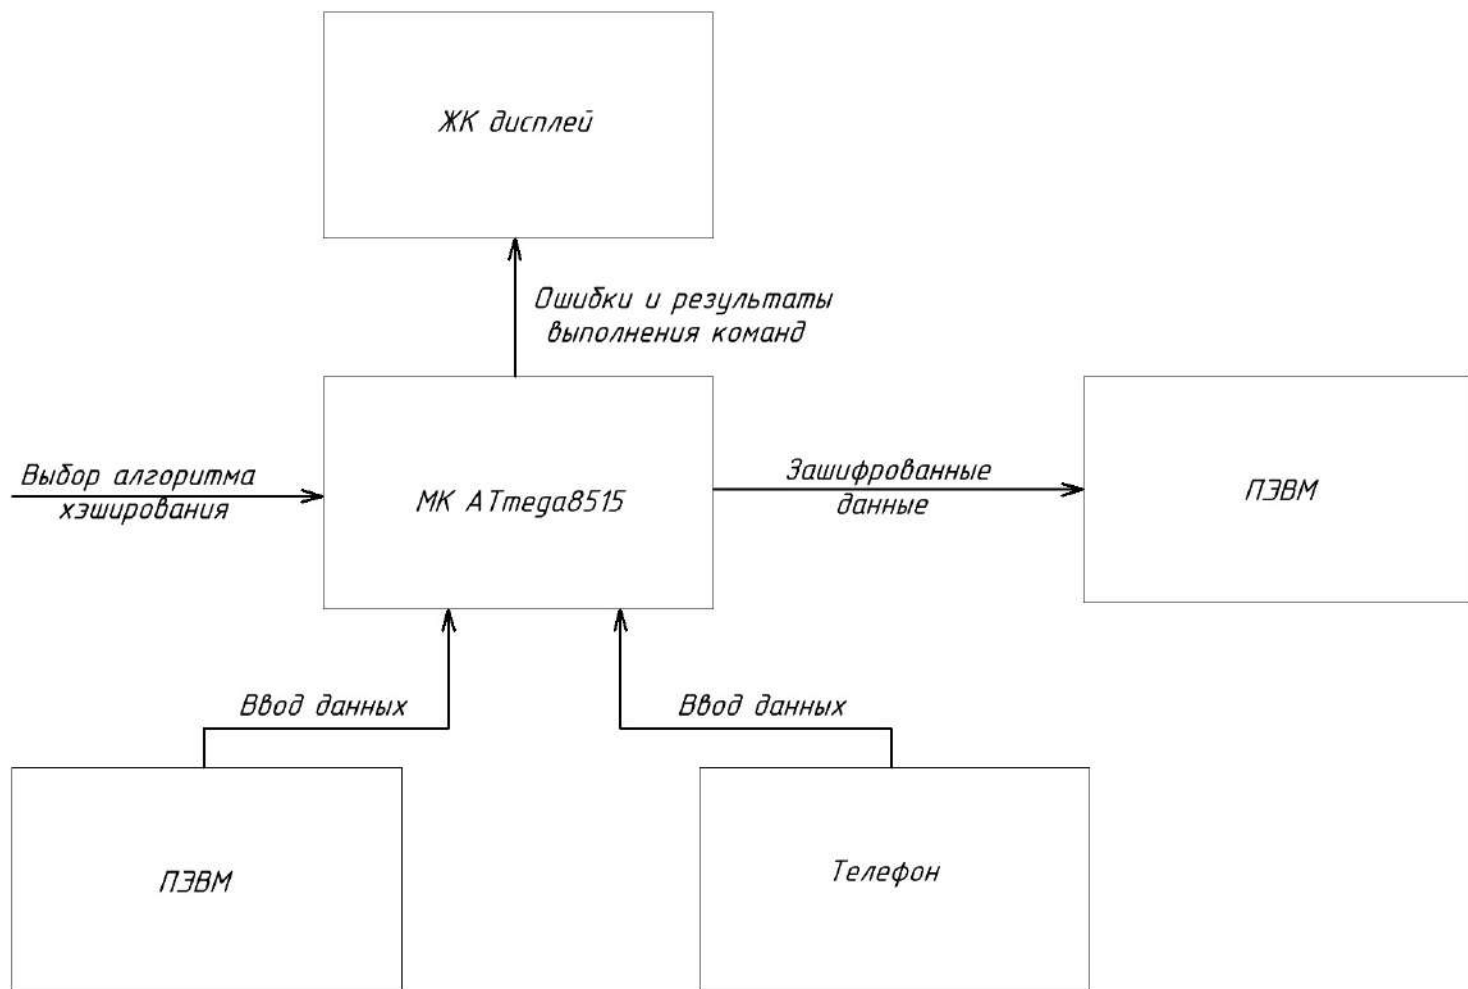 ЖК дисплей
Ошибки и результаты
выполнения команд
Выбор алгоритма
хэширования
МК ATmega8515
Зашифрованные
данные
ПЭВМ
Ввод данных
Ввод данных
ПЭВМ
Телефон